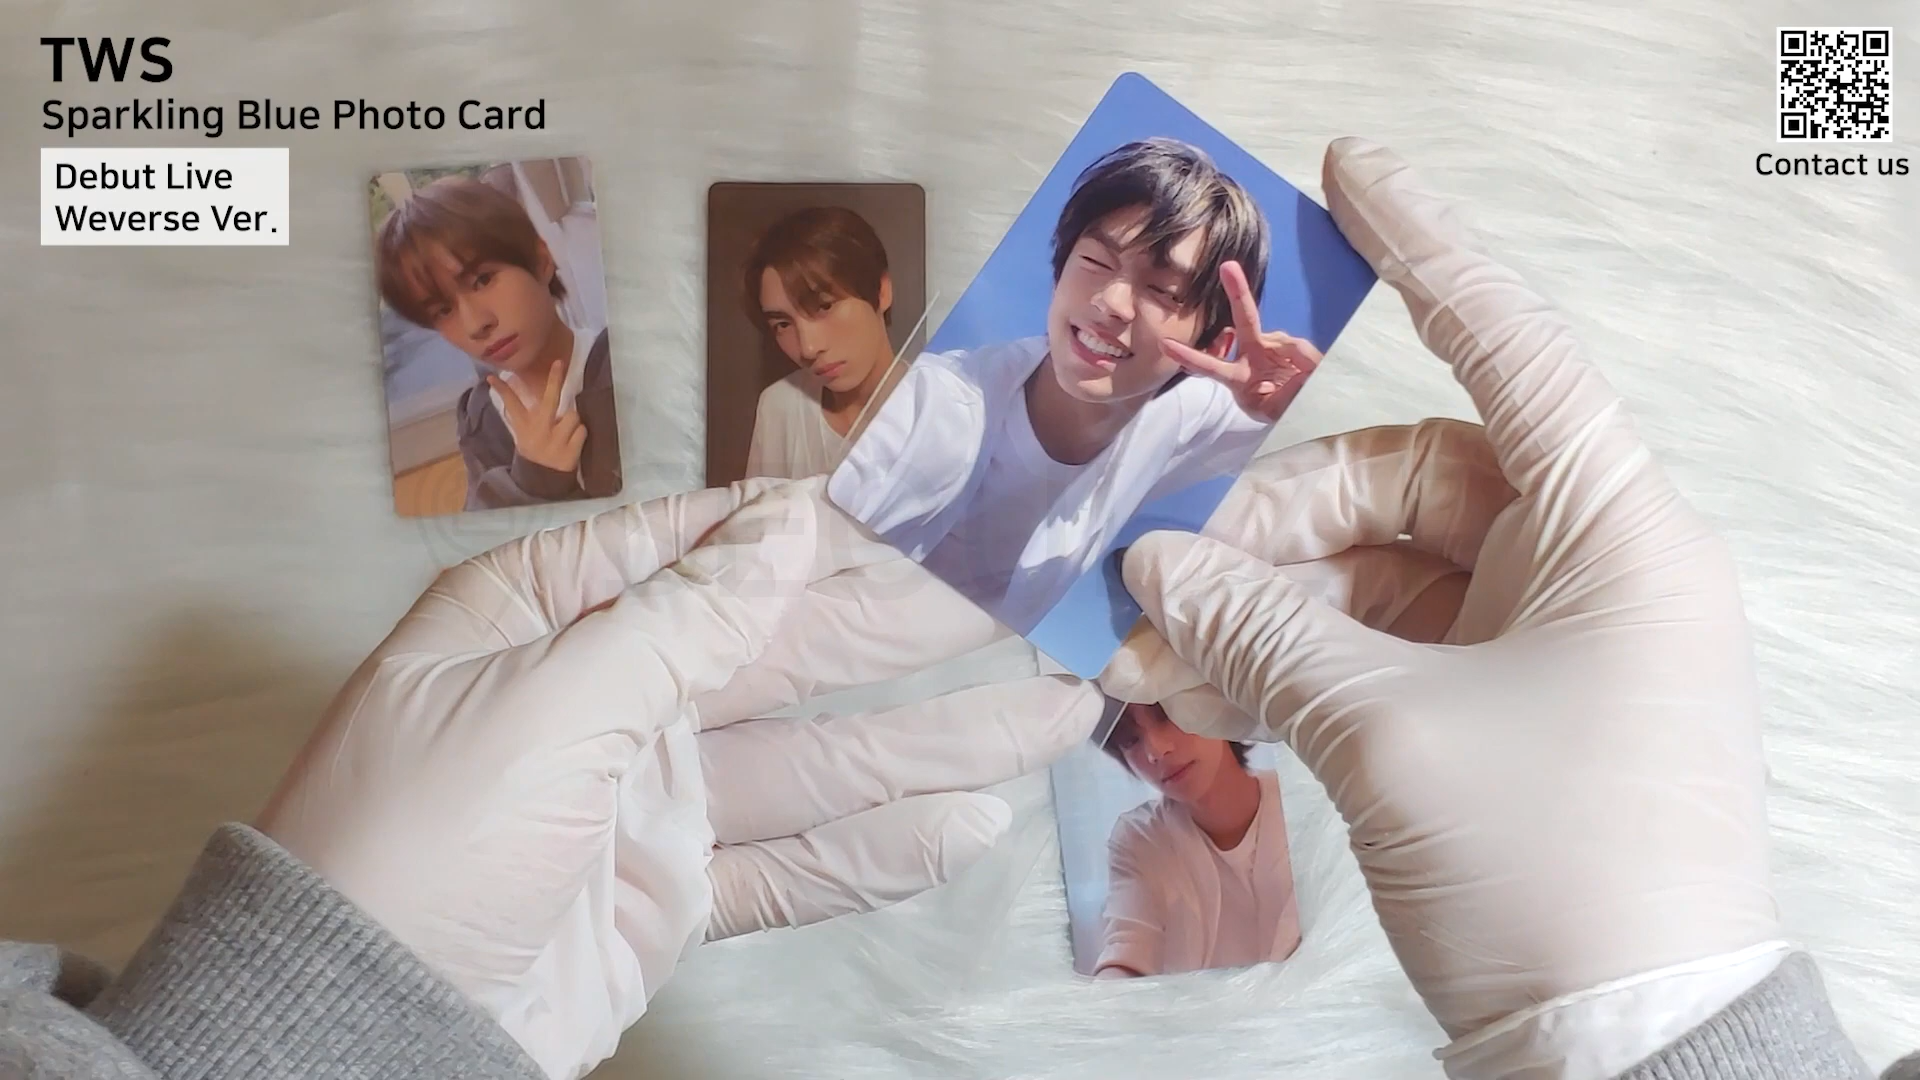 TWS
Sparkling Blue Photo Card
Debut Live
Weverse Ver.
Contact us